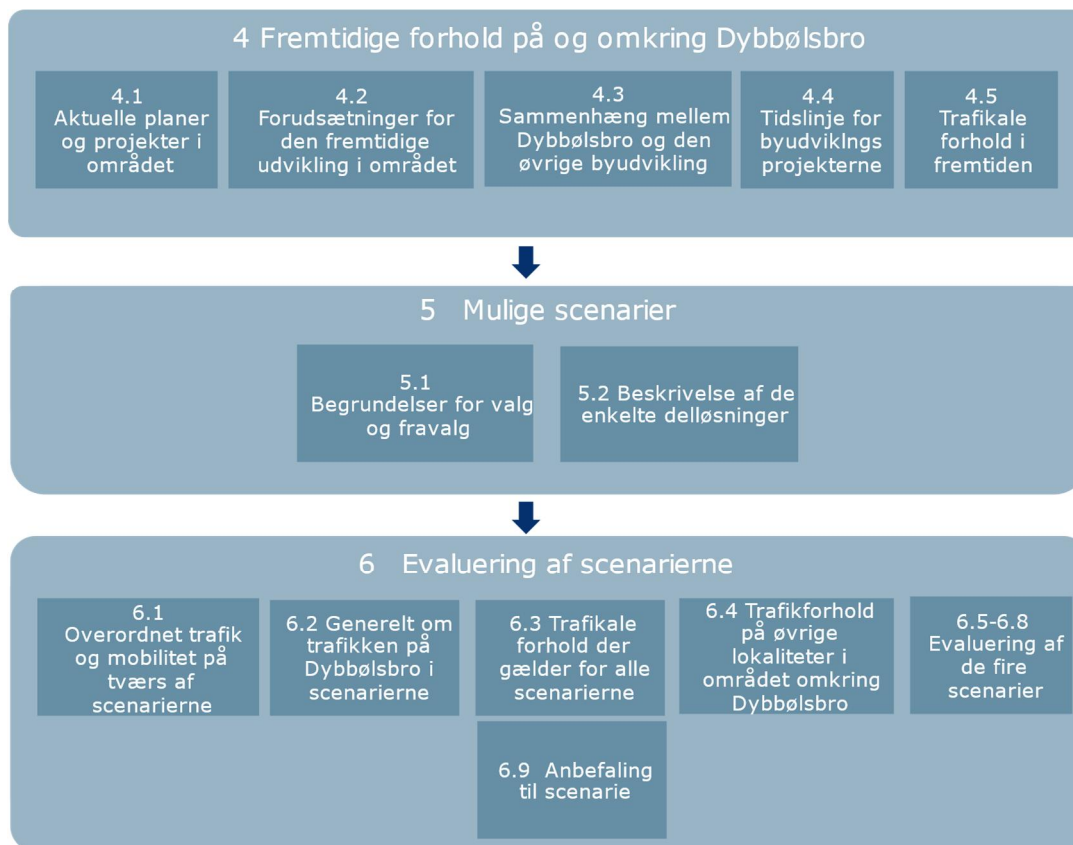 4 Fremtidige forhold på og omkring Dybbølsbro
4.1
Aktuelle planer
og projekter i
området
4.2
Forudsætninger for
den fremtidige
udvikling i området
4.3
Sammenhæng mellem
Dybbølsbro og den
øvrige byudvikling
4.4
Tidslinje for
byudviklngs
projekterne
4.5
Trafikale
forhold i
fremtiden
5 Mulige scenarier
5.1
Begrundelser for valg
og fravalg
5.2 Beskrivelse af de
enkelte delløsninger
6 Evaluering af scenarierne
6.1
Overordnet trafik
og mobilitet på
tværs af
scenarierne
6.2 Generelt om
trafikken på
Dybbølsbro i
scenarierne
6.3 Trafikale
forhold der
gælder for alle
scenarierne
6.4 Trafikforhold
på øvrige
lokaliteter i
området omkring
Dybbølsbro
6.5-6.8
Evaluering af
de fire
scenarier
6.9 Anbefaling
til scenarie